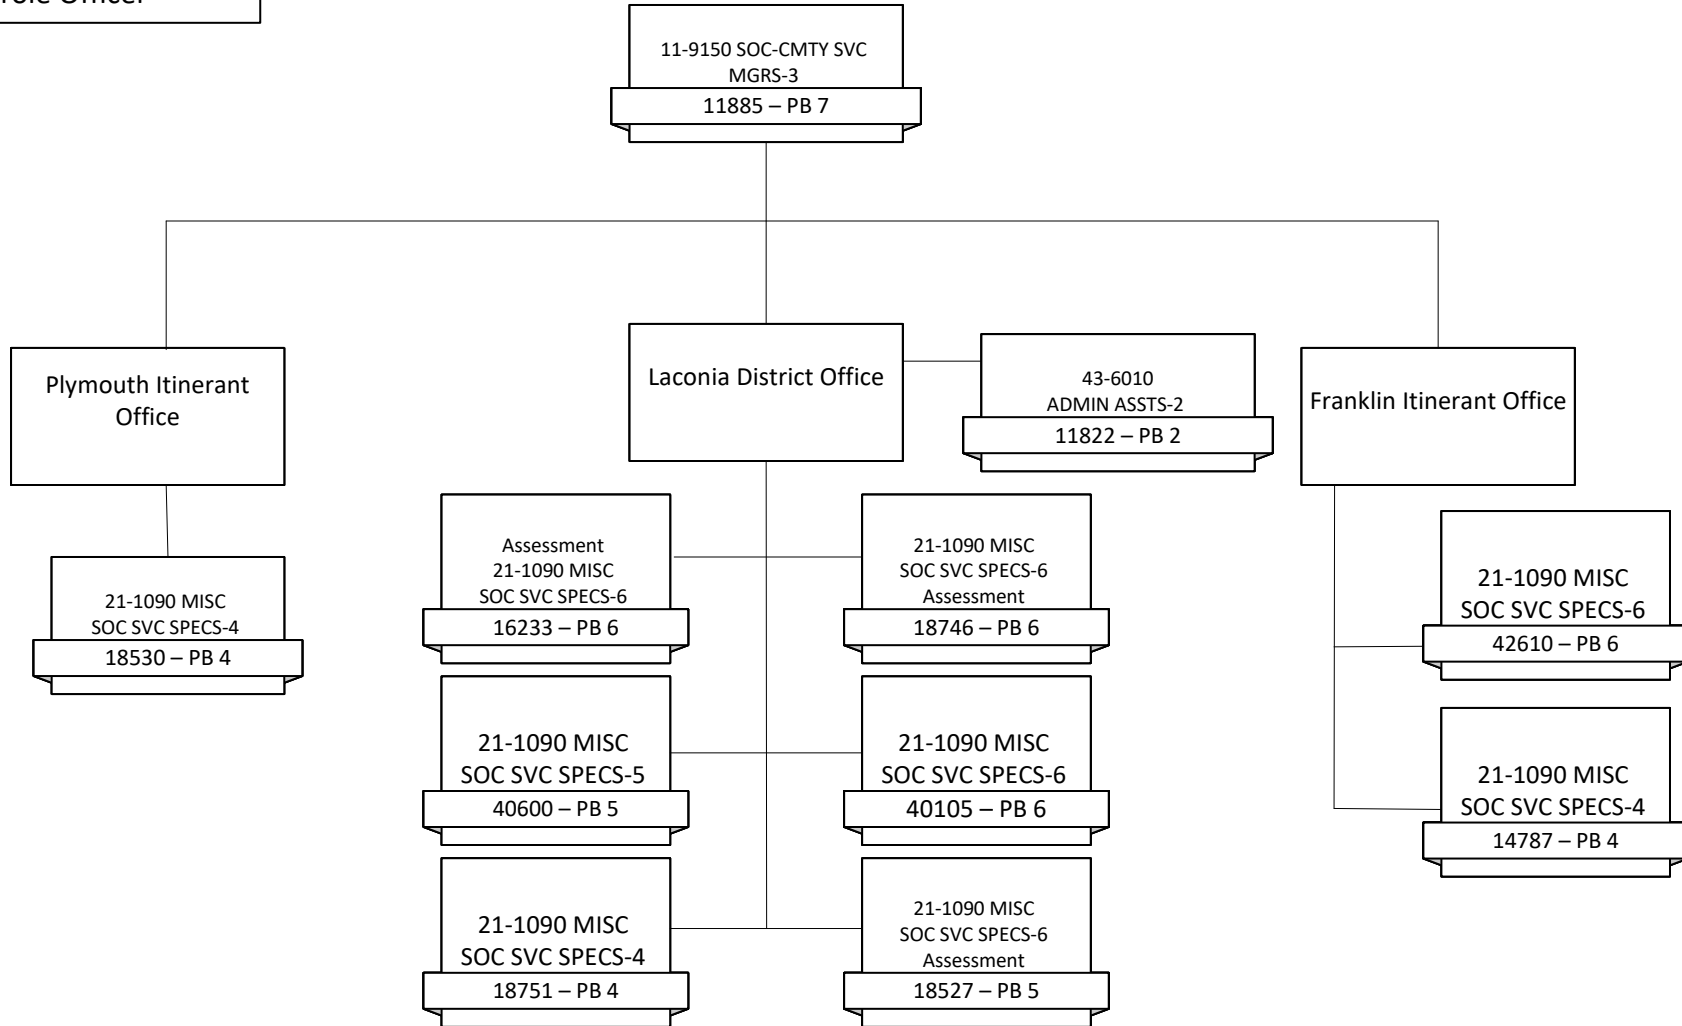 Officer
11-9150 SOC-CMTY SVC
MGRS-3
11885 – PB 7
Plymouth Itinerant
Office
18530 – PB 4
21-1090 MISC
SOC SVC SPECS-4
Laconia District Office
43-6010
ADMIN ASSTS-2
11822 – PB 2
Assessment
21-1090 MISC
SOC SVC SPECS-6
16233 – PB 6
21-1090 MISC
SOC SVC SPECS-6
Assessment
18746 – PB 6
21-1090 MISC
SOC SVC SPECS-5
40600 – PB 5
21-1090 MISC
SOC SVC SPECS-6
40105 – PB 6
21-1090 MISC
SOC SVC SPECS-4
18751 – PB 4
21-1090 MISC
SOC SVC SPECS-6
Assessment
18527 – PB 5
Franklin Itinerant Office
21-1090 MISC
SOC SVC SPECS-6
42610 – PB 6
21-1090 MISC
SOC SVC SPECS-4
14787 – PB 4